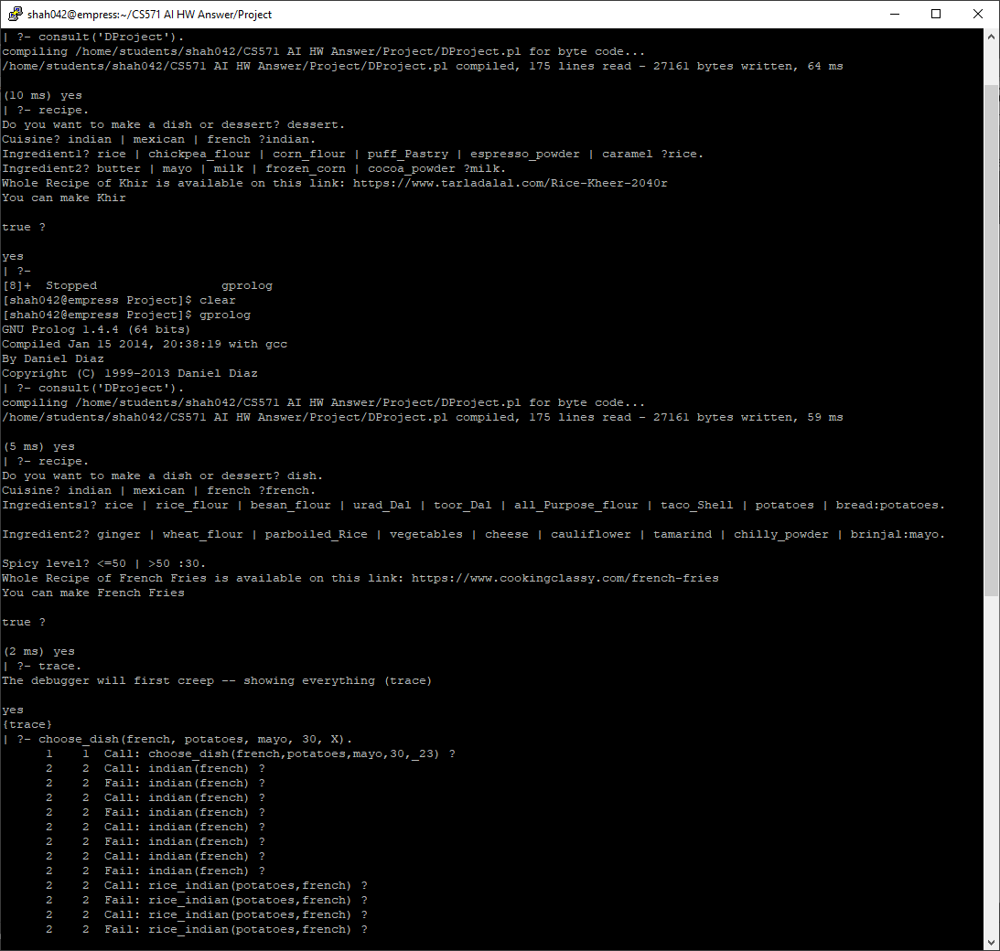 shah042@empress:~/CS571 AI HW Answer/Project
| ?- consult('DProject').
compiling /home/students/shah042/CS571 AI HW Answer/Project/DProject.pl for byte code...
/home/students/shah042/CS571 AI HW Answer/Project/DProject.pl compiled, 175 lines read - 27161 bytes written, 64 ms
(10 ms) yes
| ?- recipe.
Do you want to make a dish or dessert? dessert.
Cuisine? indian | mexican | french ?indian.
Ingredient1? rice | chickpea_flour | corn_flour | puff_Pastry | espresso_powder | caramel ?rice.
Ingredient2? butter | mayo | milk | frozen_corn | cocoa_powder ?milk.
Whole Recipe of Khir is available on this link: https://www.tarladalal.com/Rice-Kheer-2040r
You can make Khir
true ?
yes
| ?-
[8]+  Stopped                 gprolog
[shah042@empress Project]$ clear
[shah042@empress Project]$ gprolog
GNU Prolog 1.4.4 (64 bits)
Compiled Jan 15 2014, 20:38:19 with gcc
By Daniel Diaz
Copyright (C) 1999-2013 Daniel Diaz
| ?- consult('DProject').
compiling /home/students/shah042/CS571 AI HW Answer/Project/DProject.pl for byte code...
/home/students/shah042/CS571 AI HW Answer/Project/DProject.pl compiled, 175 lines read - 27161 bytes written, 59 ms
(5 ms) yes
| ?- recipe.
Do you want to make a dish or dessert? dish.
Cuisine? indian | mexican | french ?french.
Ingredients1? rice | rice_flour | besan_flour | urad_Dal | toor_Dal | all_Purpose_flour | taco_Shell | potatoes | bread:potatoes.
Ingredient2? ginger | wheat_flour | parboiled_Rice | vegetables | cheese | cauliflower | tamarind | chilly_powder | brinjal:mayo.
Spicy level? <=50 | >50 :30.
Whole Recipe of French Fries is available on this link: https://www.cookingclassy.com/french-fries
You can make French Fries
true ?
(2 ms) yes
| ?- trace.
The debugger will first creep -- showing everything (trace)
yes
{trace}
| ?- choose_dish(french, potatoes, mayo, 30, X).
      1    1  Call: choose_dish(french,potatoes,mayo,30,_23) ?
      2    2  Call: indian(french) ?
      2    2  Fail: indian(french) ?
      2    2  Call: indian(french) ?
      2    2  Fail: indian(french) ?
      2    2  Call: indian(french) ?
      2    2  Fail: indian(french) ?
      2    2  Call: indian(french) ?
      2    2  Fail: indian(french) ?
      2    2  Call: rice_indian(potatoes,french) ?
      2    2  Fail: rice_indian(potatoes,french) ?
      2    2  Call: rice_indian(potatoes,french) ?
      2    2  Fail: rice_indian(potatoes,french) ?